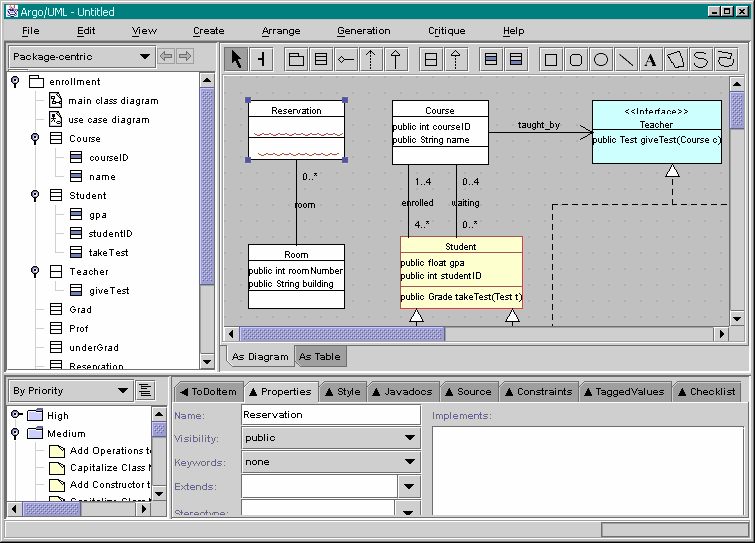 Argo/UML - Untitled
File Edit View Create Arrange Generation Critique Help
Package-centric
A
enrollment
main class diagram
use case diagram
Course
courseID
name
Student
gpa
studentID
takeTest
Teacher
giveTest
Grad
Prof
underGrad
Reservation
Reservation
0..*
room
Room
public int roomNumber
public String building
Course
public int courseID
public String name
taught_by
<<Interface>>
Teacher
public Test giveTest(Course c)
1..4 0..4
enrolled waiting
4..* 0..*
Student
public float gpa
public int studentID
public Grade takeTest(Test t)
As Diagram As Table
By Priority
High
Medium
Add Operations to
Capitalize Class
Add Constructor t
Capitalize Class
ToDoItem Properties Style Javadocs Source Constraints TaggedValues Checklist
Name: Reservation
Visibility: public
Keywords: none
Extends:
Stereotype:
Implements: